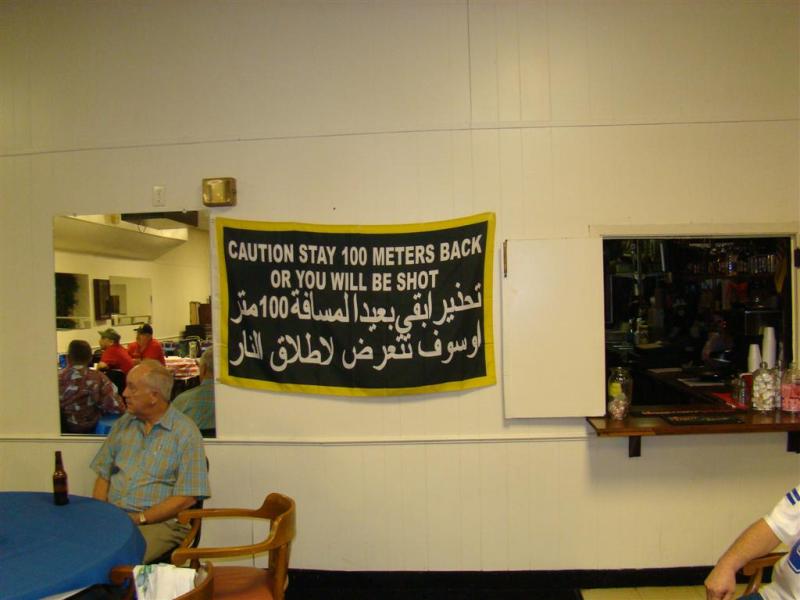 CAUTION STAY 100 METERS BACK
OR YOU WILL BE SHOT
تحذير ابقي بعيدا لمسافة 100 متر
او سوف تتعرض لاطلاق النار